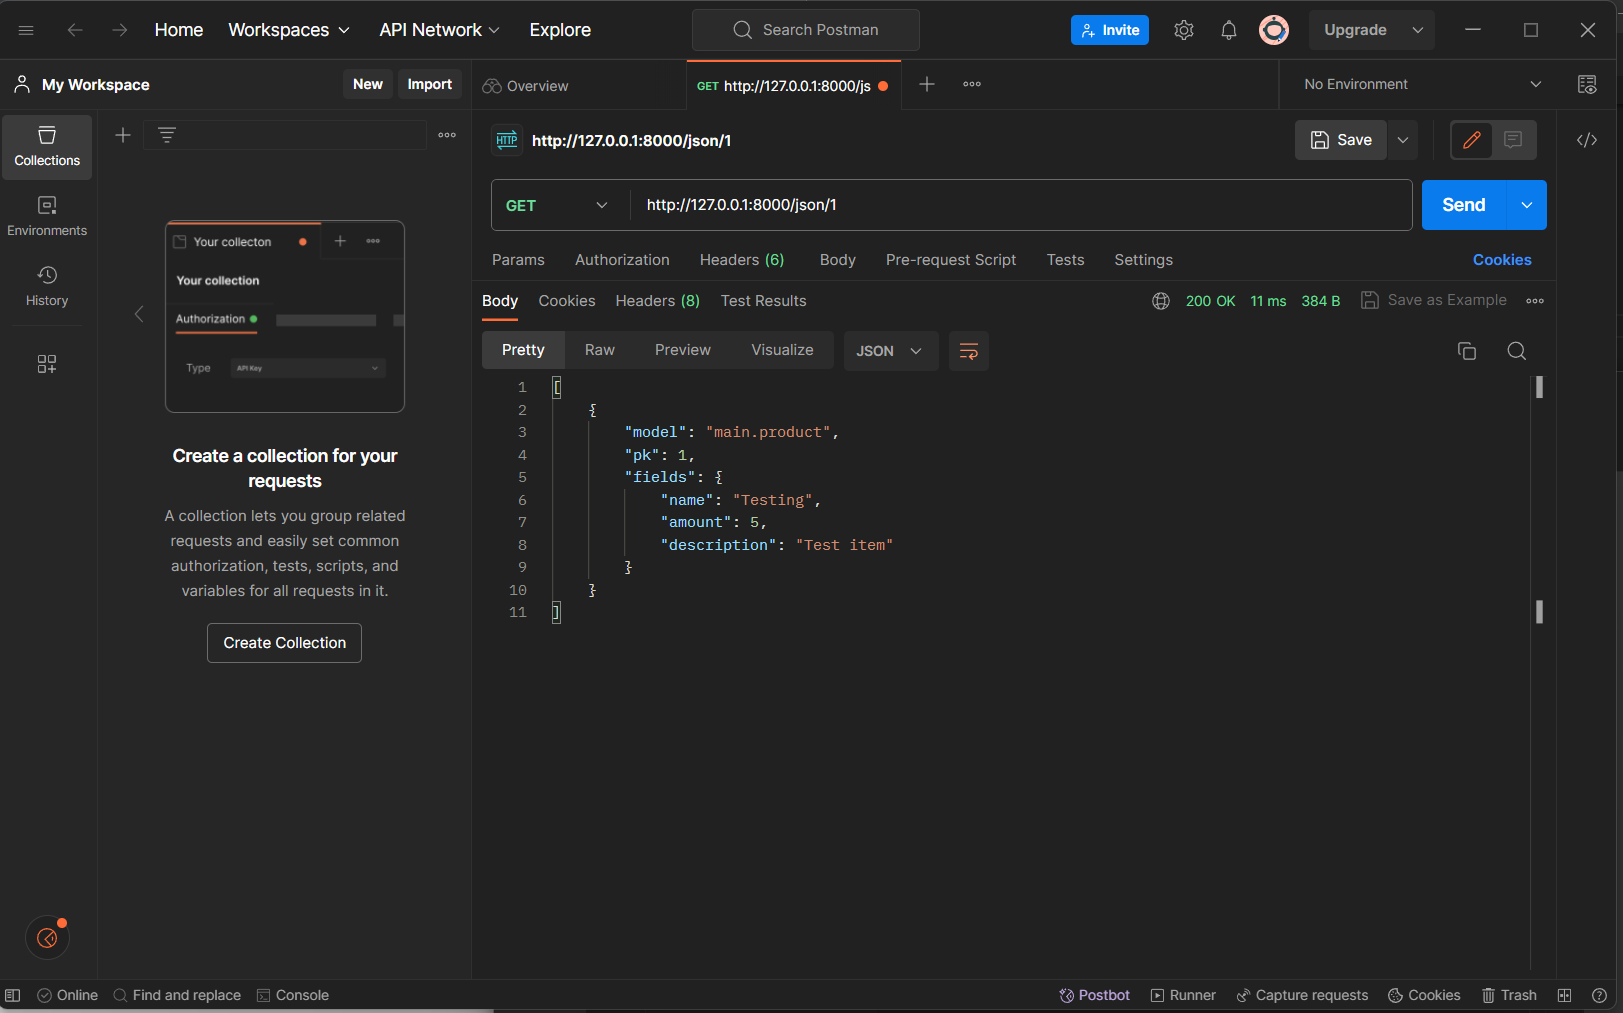 Home Workspaces API Network Explore Search Postman Invite Upgrade
My Workspace New Import Overview GET http://127.0.0.1:8000/js No Environment
Collections
Environments
History
Your collecton
Your collection
Authorization
Type API Key
Create a collection for your
requests
A collection lets you group related
requests and easily set common
authorization, tests, scripts, and
variables for all requests in it.
Create Collection
HTTP http://127.0.0.1:8000/json/1 Save
GET http://127.0.0.1:8000/json/1 Send
Params Authorization Headers (6) Body Pre-request Script Tests Settings Cookies
Body Cookies Headers (8) Test Results 200 OK 11 ms 384 B Save as Example
Pretty Raw Preview Visualize JSON
1 [
2 {
3 "model": "main.product",
4 "pk": 1,
5 "fields": {
6 "name": "Testing",
7 "amount": 5,
8 "description": "Test item"
9 }
10 }
11 ]
Online Find and replace Console Postbot Runner Capture requests Cookies Trash